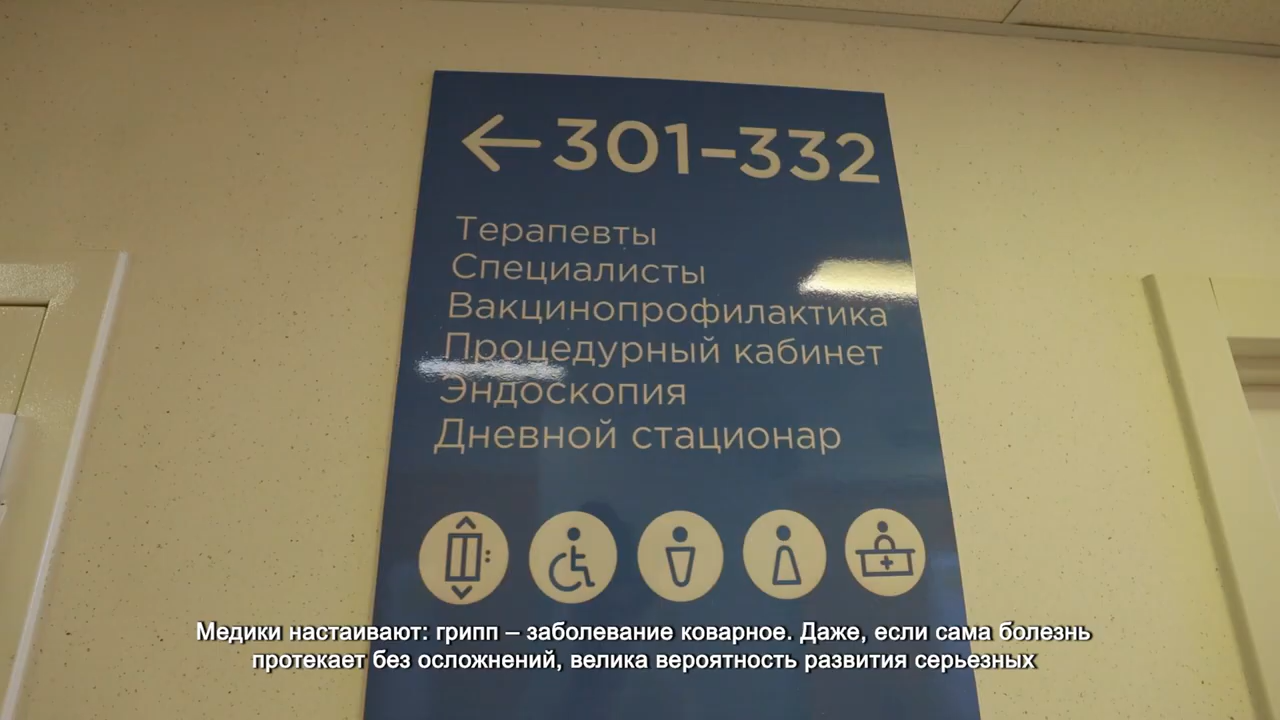 ←301–332
Терапевты
Специалисты
Вакцинопрофилактика
Процедурный кабинет
Эндоскопия
Дневной стационар
Медики настаивают: грипп – заболевание коварное. Даже, если сама болезнь
протекает без осложнений, велика вероятность развития серьезных